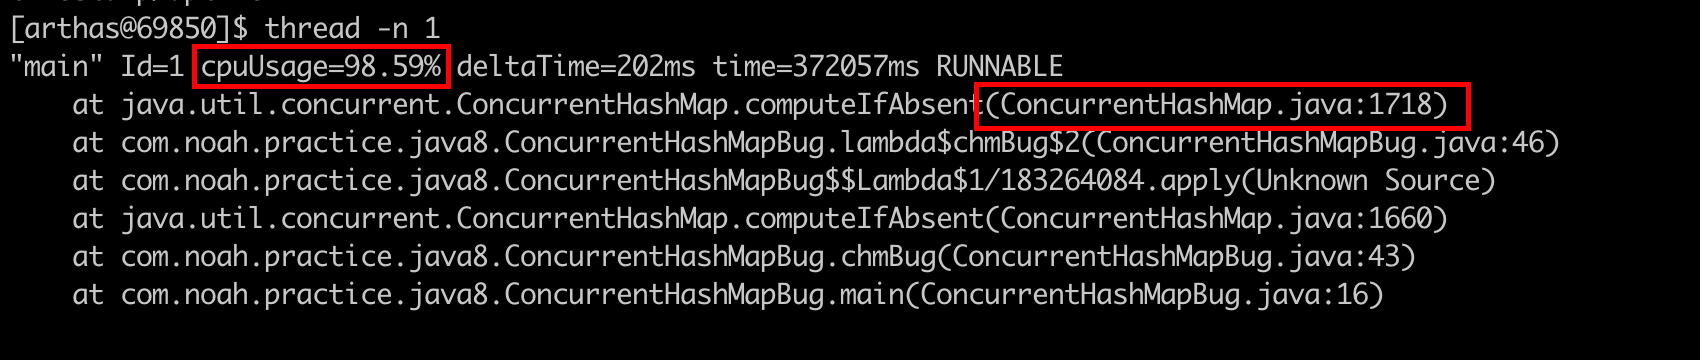 [arthas@69850]$ thread -n 1
"main" Id=1 cpuUsage=98.59% deltaTime=202ms time=372057ms RUNNABLE
at java.util.concurrent.ConcurrentHashMap.computeIfAbsent(ConcurrentHashMap.java:1718)
at com.noah.practice.java8.ConcurrentHashMapBug.lambda$chmBug$2(ConcurrentHashMapBug.java:46)
at com.noah.practice.java8.ConcurrentHashMapBug$$Lambda$1/183264084.apply(Unknown Source)
at java.util.concurrent.ConcurrentHashMap.computeIfAbsent(ConcurrentHashMap.java:1660)
at com.noah.practice.java8.ConcurrentHashMapBug.chmBug(ConcurrentHashMapBug.java:43)
at com.noah.practice.java8.ConcurrentHashMapBug.main(ConcurrentHashMapBug.java:16)